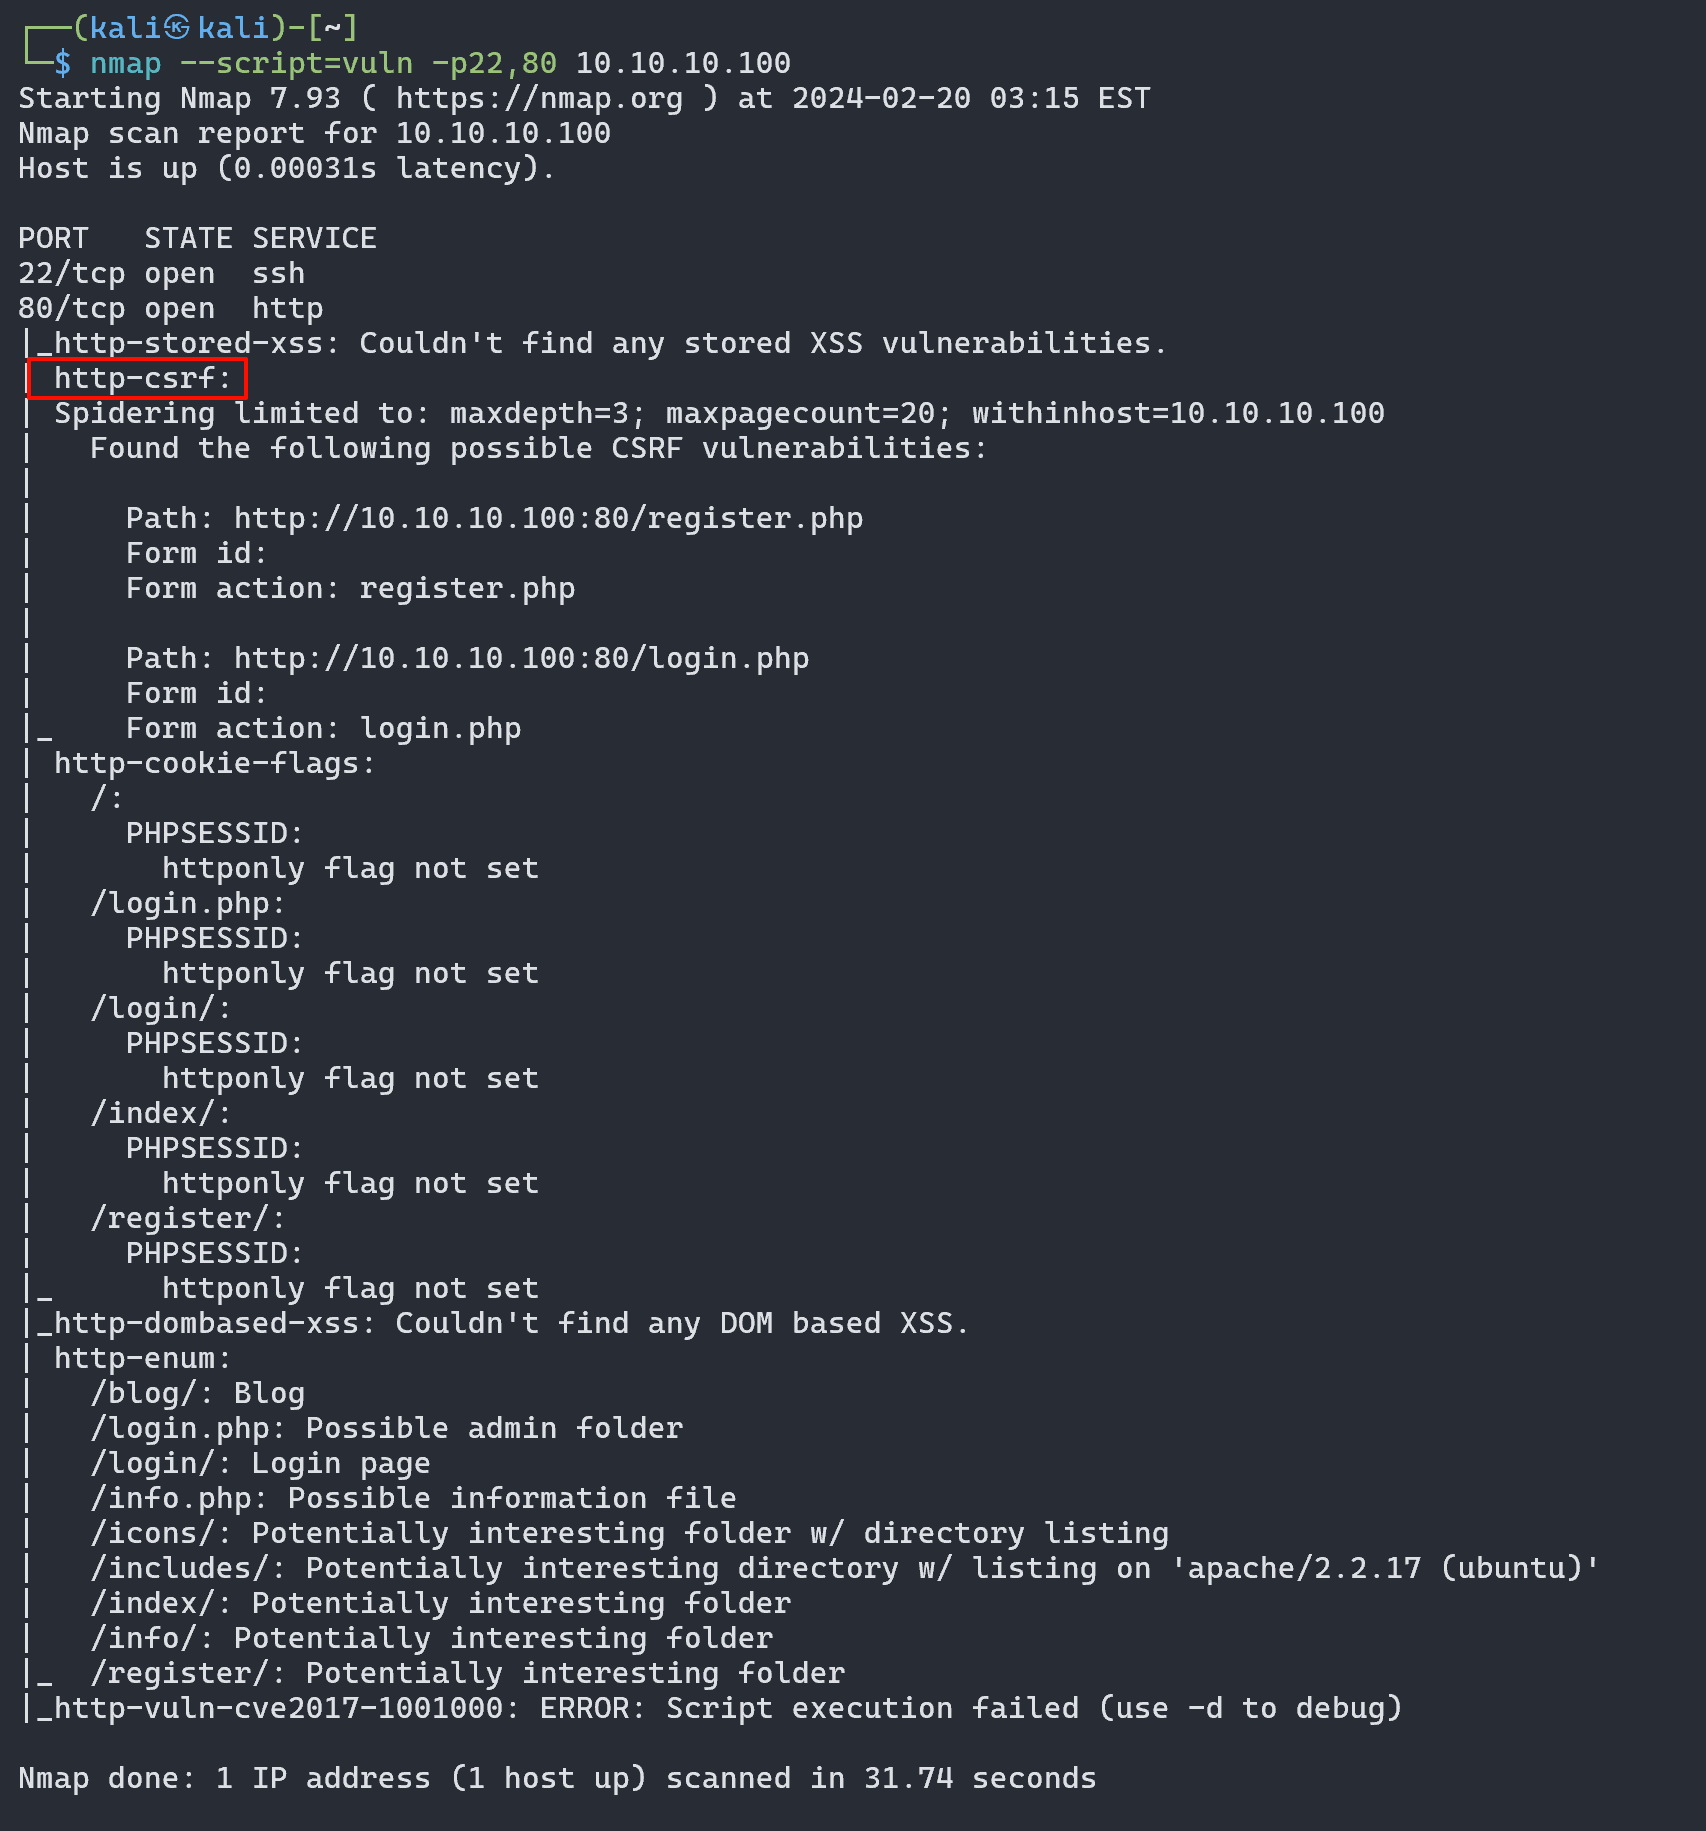 ┌──(kali㉿kali)-[~]
└─$ nmap --script=vuln -p22,80 10.10.10.100
Starting Nmap 7.93 ( https://nmap.org ) at 2024-02-20 03:15 EST
Nmap scan report for 10.10.10.100
Host is up (0.00031s latency).

PORT   STATE SERVICE
22/tcp open  ssh
80/tcp open  http
|_http-stored-xss: Couldn't find any stored XSS vulnerabilities.
| http-csrf:
| Spidering limited to: maxdepth=3; maxpagecount=20; withinhost=10.10.10.100
|   Found the following possible CSRF vulnerabilities:
|
|     Path: http://10.10.10.100:80/register.php
|     Form id:
|     Form action: register.php
|
|     Path: http://10.10.10.100:80/login.php
|     Form id:
|_    Form action: login.php
| http-cookie-flags:
|   /:
|     PHPSESSID:
|       httponly flag not set
|   /login.php:
|     PHPSESSID:
|       httponly flag not set
|   /login/:
|     PHPSESSID:
|       httponly flag not set
|   /index/:
|     PHPSESSID:
|       httponly flag not set
|   /register/:
|     PHPSESSID:
|_      httponly flag not set
|_http-dombased-xss: Couldn't find any DOM based XSS.
| http-enum:
|   /blog/: Blog
|   /login.php: Possible admin folder
|   /login/: Login page
|   /info.php: Possible information file
|   /icons/: Potentially interesting folder w/ directory listing
|   /includes/: Potentially interesting directory w/ listing on 'apache/2.2.17 (ubuntu)'
|   /index/: Potentially interesting folder
|   /info/: Potentially interesting folder
|_  /register/: Potentially interesting folder
|_http-vuln-cve2017-1001000: ERROR: Script execution failed (use -d to debug)

Nmap done: 1 IP address (1 host up) scanned in 31.74 seconds